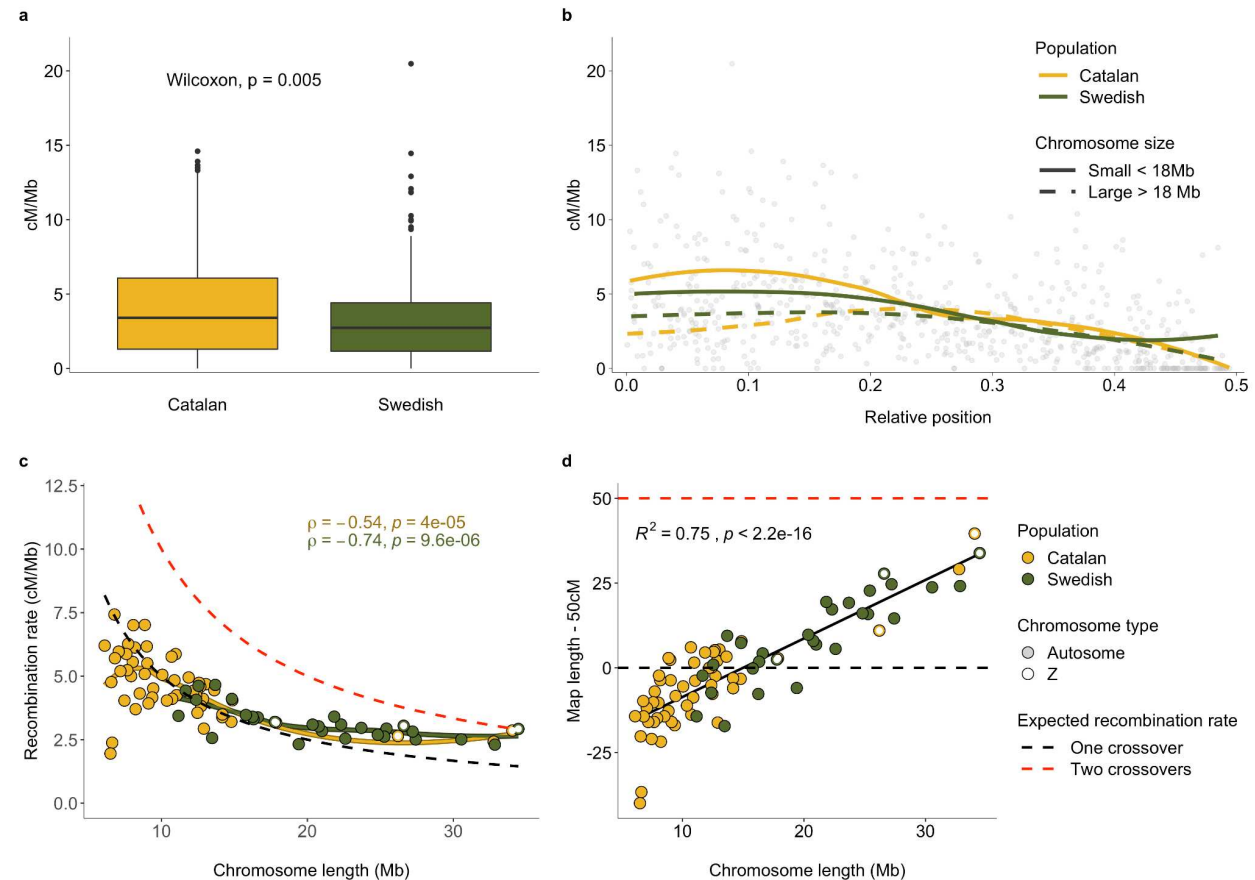 a
cM/Mb
20
15
10
5
0
Wilcoxon, p = 0.005
Catalan
Swedish
b
cM/Mb
20
15
10
5
0
0.0
0.1
0.2
0.3
0.4
0.5
Relative position
Population
Catalan
Swedish
Chromosome size
Small < 18Mb
Large > 18 Mb
c
Recombination rate (cM/Mb)
12.5
10.0
7.5
5.0
2.5
0.0
ρ = −0.54, p = 4e-05
ρ = −0.74, p = 9.6e-06
10
20
30
Chromosome length (Mb)
d
Map length - 50cM
50
25
0
-25
R² = 0.75 , p < 2.2e-16
10
20
30
Chromosome length (Mb)
Population
Catalan
Swedish
Chromosome type
Autosome
Z
Expected recombination rate
One crossover
Two crossovers